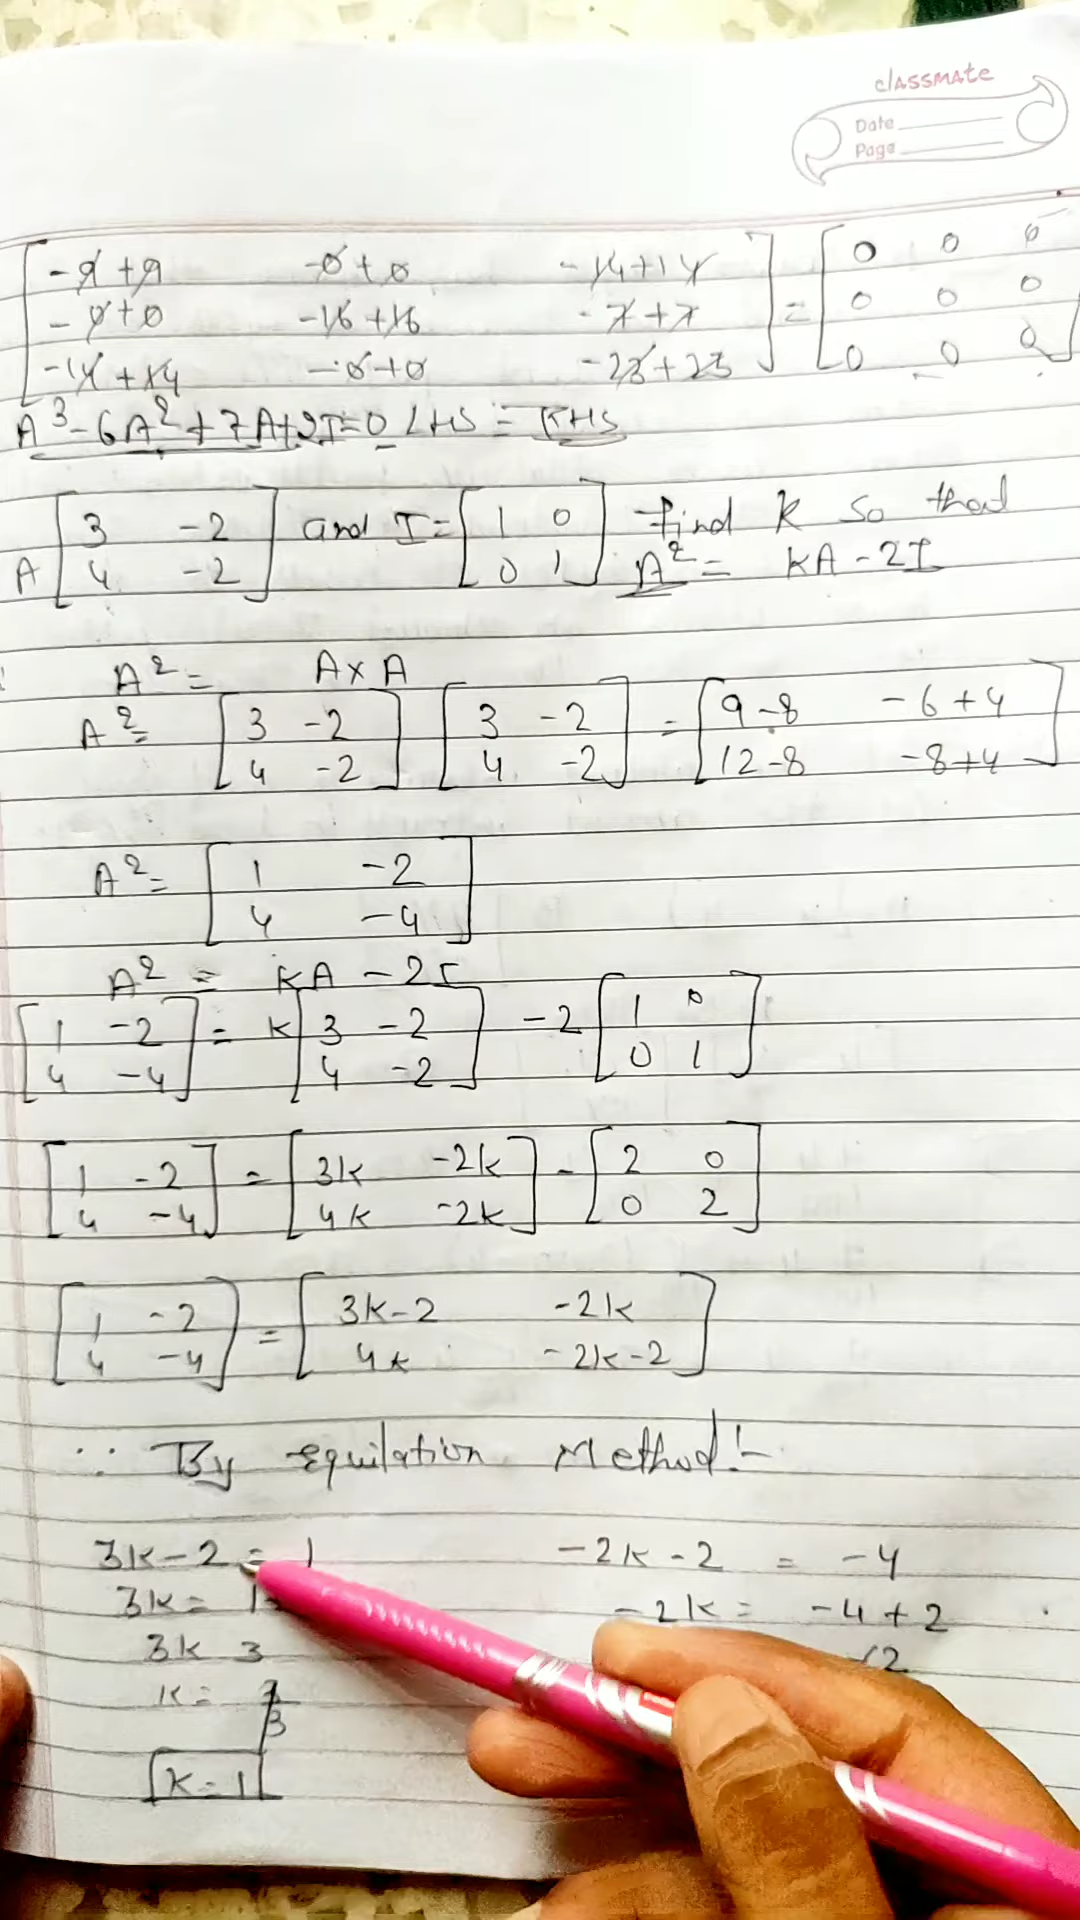 classmate
Date
Page
-9+9 -0+0 -14+14 = 0 0 0
-0+0 -16+16 -7+7 0 0 0
-14+14 -0+0 -23+23 0 0 0
A³-6A²+7A+2I=0 LHS = RHS
A [3 -2 4 -2] and I= [1 0 0 1] find K so that
A² = KA-2I
A² = A×A
A² = [3 -2 4 -2] [3 -2 4 -2] = [9-8 -6+4 12-8 -8+4]
A² = [1 -2 4 -4]
A² = KA - 2I
[1 -2 4 -4] = K [3 -2 4 -2] -2 [1 0 0 1]
[1 -2 4 -4] = [3K -2K 4K -2K] - [2 0 0 2]
[1 -2 4 -4] = [3K-2 -2K 4K -2K-2]
∵ By equilation Method :-
3K-2 = 1 -2K-2 = -4
3K = 1 -2K = -4+2
3K 3
K = 3/3
K = 1